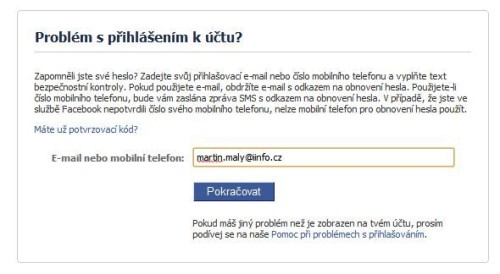 Problém s přihlášením k účtu?
Zapomněli jste své heslo? Zadejte svůj přihlašovací e-mail nebo číslo mobilního telefonu a vyplňte text
bezpečnostní kontroly. Pokud použijete e-mail, obdržíte e-mail s odkazem na obnovení hesla. Použijete-li
číslo mobilního telefonu, bude vám zaslána zpráva SMS s odkazem na obnovení hesla. V případě, že jste ve
službě Facebook nepotvrdili číslo svého mobilního telefonu, nelze mobilní telefon pro obnovení hesla použít.
Máte už potvrzovací kód?
E-mail nebo mobilní telefon: martin.maly@iinfo.cz
Pokračovat
Pokud máš jiný problém než je zobrazen na tvém účtu, prosím
podívej se na naše Pomoc při problémech s přihlašováním.